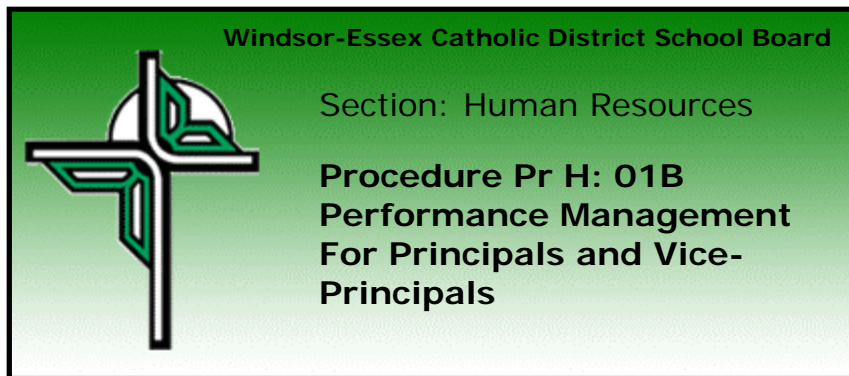 Windsor-Essex Catholic District School Board
Section: Human Resources
Procedure Pr H: 01B
Performance Management
For Principals and Vice-
Principals